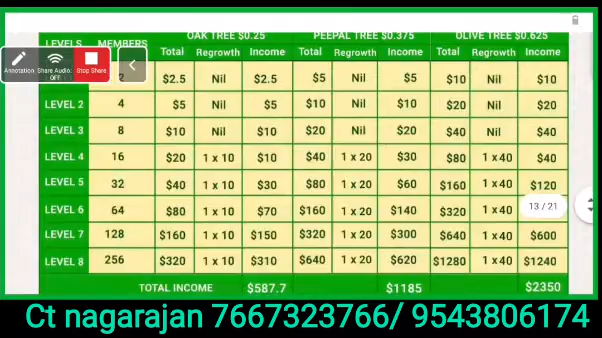 OAK TREE $0.25 PEEPAL TREE $0.375 OLIVE TREE $0.625
LEVELS MEMBERS Total Regrowth Income Total Regrowth Income Total Regrowth Income
Annotation Share Audio: OFF Stop Share
2 $2.5 Nil $2.5 $5 Nil $5 $10 Nil $10
LEVEL 2 4 $5 Nil $5 $10 Nil $10 $20 Nil $20
LEVEL 3 8 $10 Nil $10 $20 Nil $20 $40 Nil $40
LEVEL 4 16 $20 1 x 10 $10 $40 1 x 20 $30 $80 1 x 40 $40
LEVEL 5 32 $40 1 x 10 $30 $80 1 x 20 $60 $160 1 x 40 $120
LEVEL 6 64 $80 1 x 10 $70 $160 1 x 20 $140 $320 1 x 40 13 / 21
LEVEL 7 128 $160 1 x 10 $150 $320 1 x 20 $300 $640 1 x 40 $600
LEVEL 8 256 $320 1 x 10 $310 $640 1 x 20 $620 $1280 1 x 40 $1240
TOTAL INCOME $587.7 $1185 $2350
Ct nagarajan 7667323766/ 9543806174